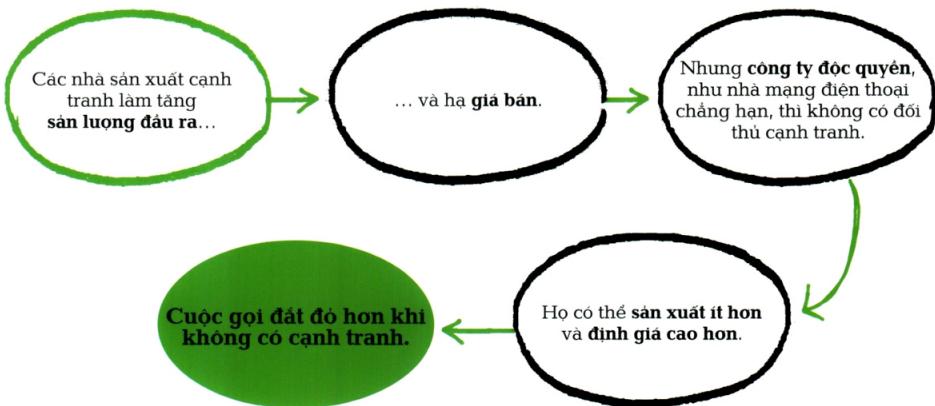 Các nhà sản xuất cạnh
tranh làm tăng
sản lượng đầu ra...
... và hạ giá bán.
Nhưng công ty độc quyền,
như nhà mạng điện thoại
chẳng hạn, thì không có đối
thủ cạnh tranh.
Họ có thể sản xuất ít hơn
và định giá cao hơn.
Cuộc gọi đắt đỏ hơn khi
không có cạnh tranh.